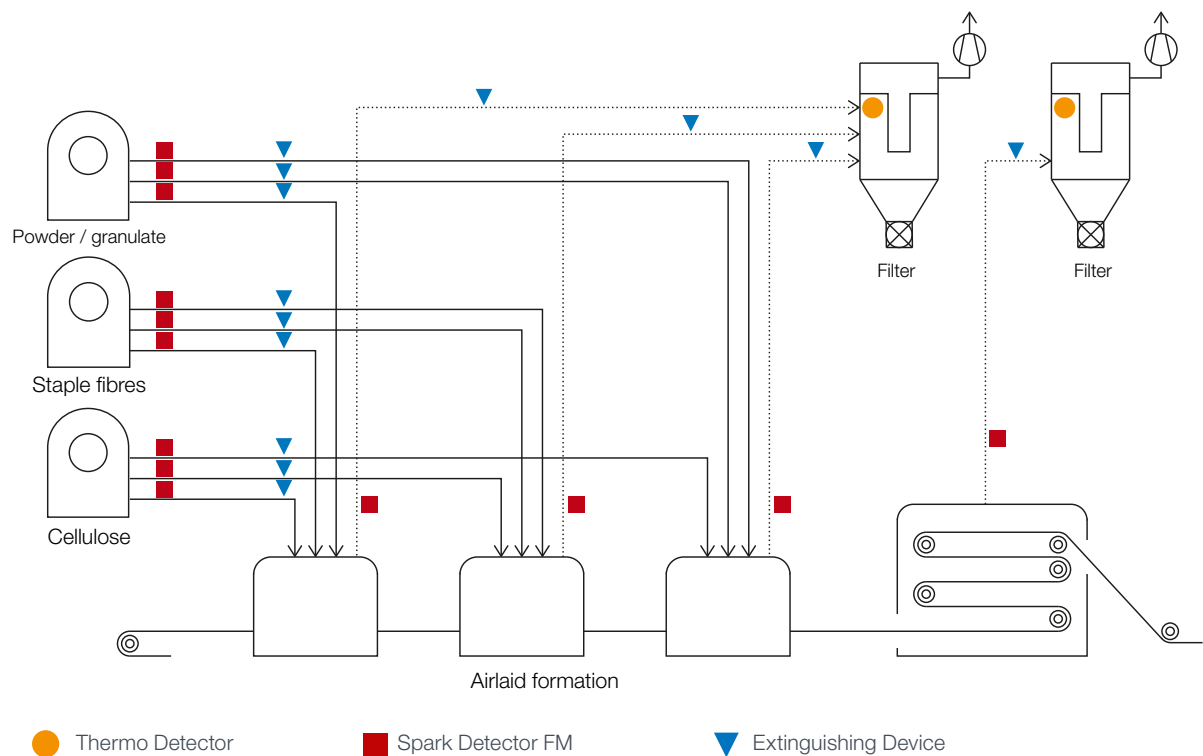 Powder / granulate
Filter
Filter
Staple fibres
Cellulose
Airlaid formation
Thermo Detector
Spark Detector FM
Extinguishing Device